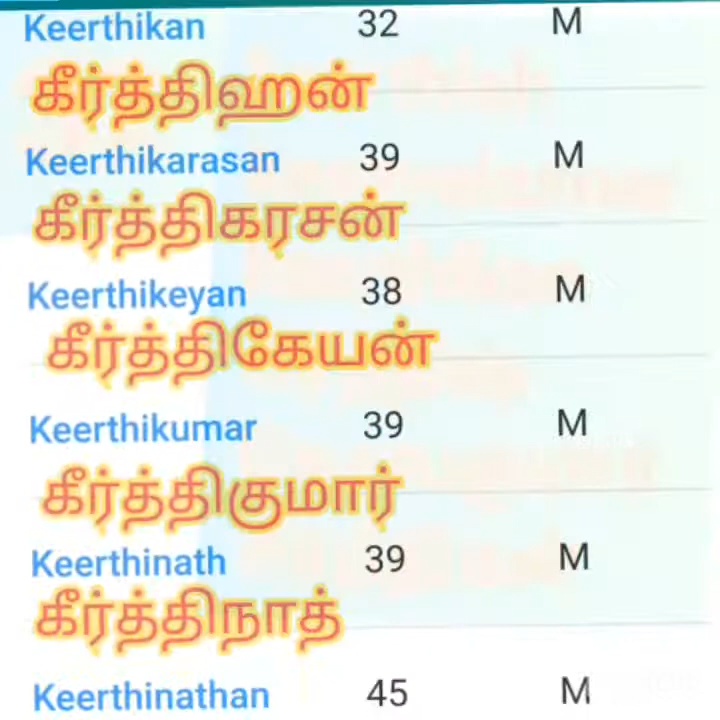 Keerthikan 32 M
கீர்த்திஹன்
Keerthikarasan 39 M
கீர்த்திகரசன்
Keerthikeyan 38 M
கீர்த்திகேயன்
Keerthikumar 39 M
கீர்த்திகுமார்
Keerthinath 39 M
கீர்த்திநாத்
Keerthinathan 45 M